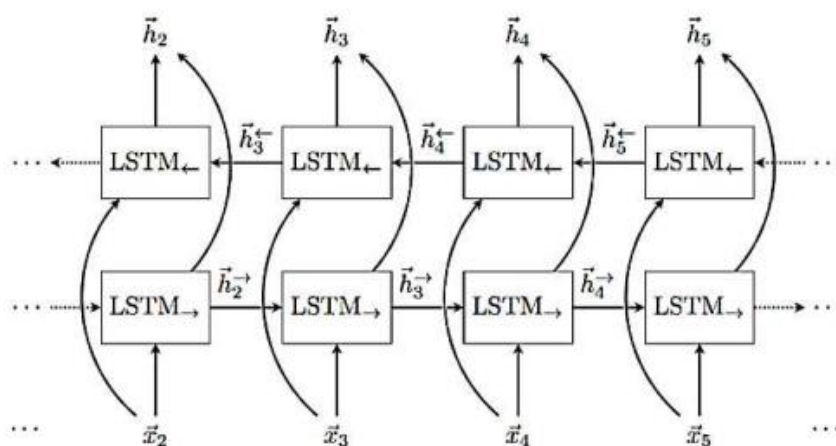 h⃗₂ h⃗₃ h⃗₄ h⃗₅
h⃗₃← h⃗₄← h⃗₅←
... LSTM← LSTM← LSTM← LSTM← ...
h⃗₂→ h⃗₃→ h⃗₄→
... LSTM→ LSTM→ LSTM→ LSTM→ ...
... x⃗₂ x⃗₃ x⃗₄ x⃗₅ ...